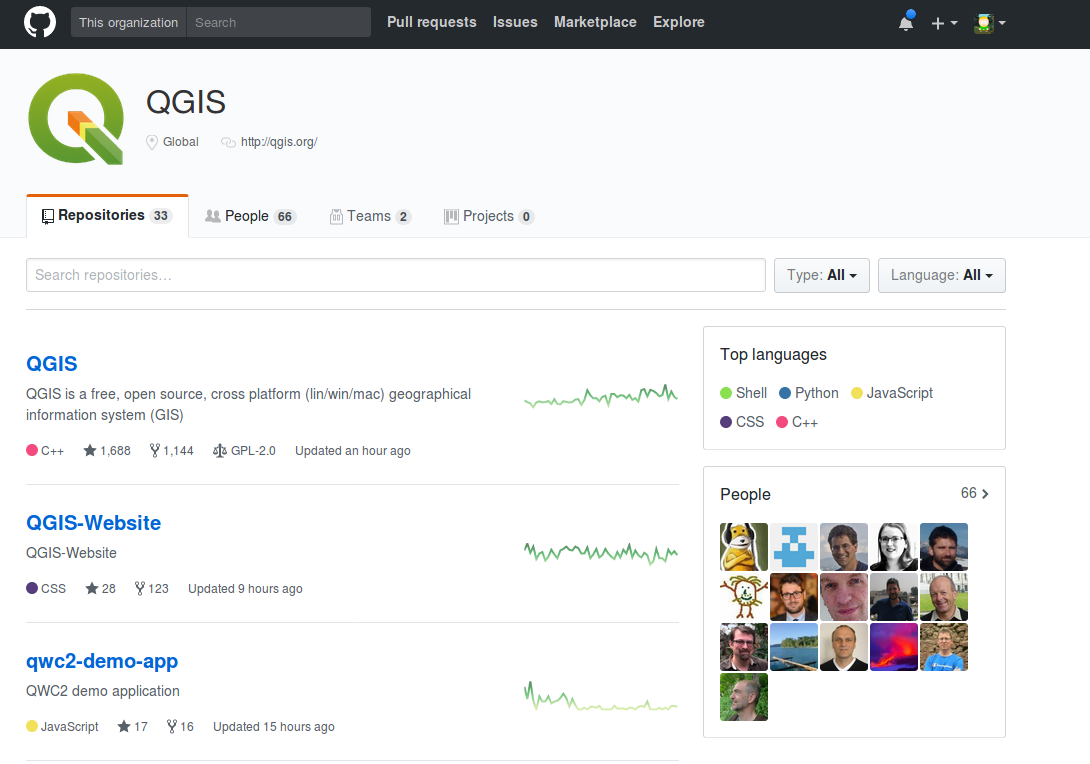 This organization Search Pull requests Issues Marketplace Explore
QGIS
Global http://qgis.org/
Repositories 33 People 66 Teams 2 Projects 0
Search repositories… Type: All Language: All
QGIS
QGIS is a free, open source, cross platform (lin/win/mac) geographical
information system (GIS)
C++ 1,688 1,144 GPL-2.0 Updated an hour ago
QGIS-Website
QGIS-Website
CSS 28 123 Updated 9 hours ago
qwc2-demo-app
QWC2 demo application
JavaScript 17 16 Updated 15 hours ago
Top languages
Shell Python JavaScript
CSS C++
People 66